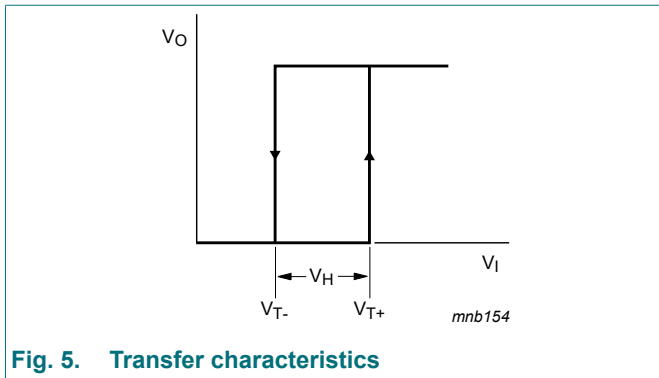 VO
VH
VI
VT-
VT+
mnb154
Fig. 5. Transfer characteristics